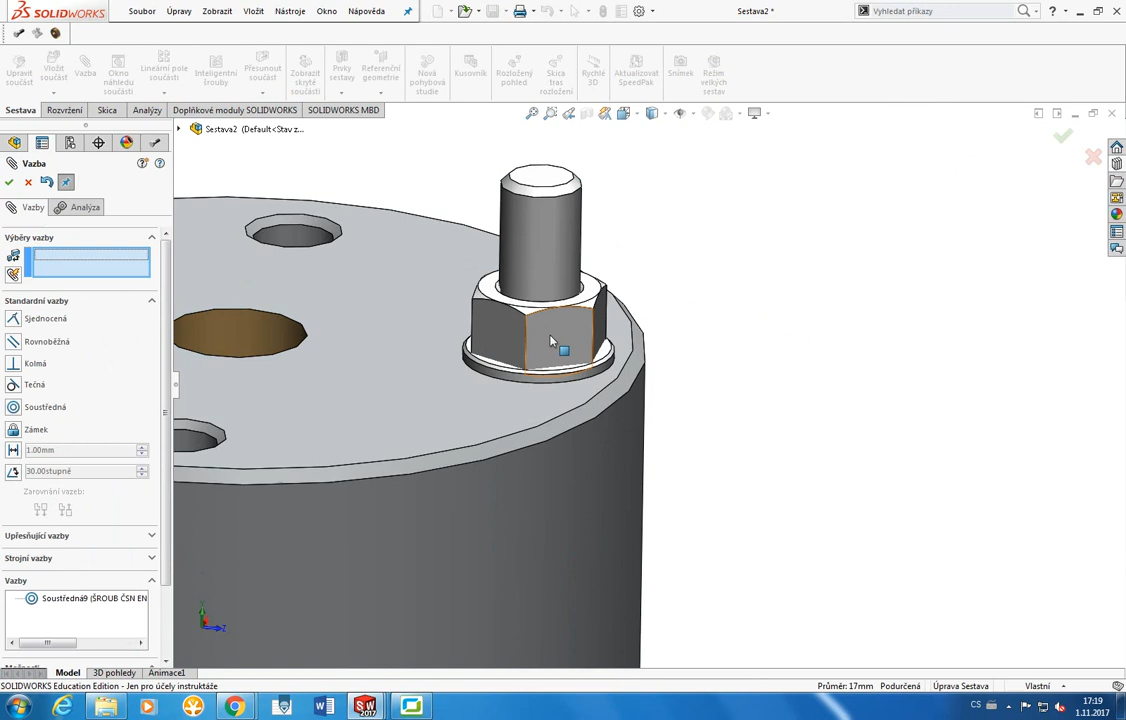 SOLIDWORKS
Soubor Úpravy Zobrazit Vložit Nástroje Okno Nápověda
Sestava2 *
Vyhledat příkazy
Upravit součást
Vložit součást
Vazba
Okno náhledu součásti
Lineární pole součásti
Inteligentní šrouby
Přesunout součást
Zobrazit skryté součásti
Prvky sestavy
Referenční geometrie
Nová pohybová studie
Kusovník
Rozložený pohled
Skica tras rozložení
Rychlé 3D
Aktualizovat SpeedPak
Snímek
Režim velkých sestav
Sestava Rozvržení Skica Analýzy Doplňkové moduly SOLIDWORKS SOLIDWORKS MBD
Sestava2 (Default<Stav z...
Vazba
Vazby Analýza
Výběry vazby
Standardní vazby
Sjednocená
Rovnoběžná
Kolmá
Tečná
Soustředná
Zámek
1.00mm
30.00stupně
Zarovnání vazeb:
Upřesňující vazby
Strojní vazby
Vazby
Soustředná9 (ŠROUB ČSN EN
Y
Z
Model 3D pohledy Animace1
SOLIDWORKS Education Edition - Jen pro účely instruktáže
Průměr: 17mm Podurčená Úprava Sestava Vlastní
CS 17:19
1.11.2017